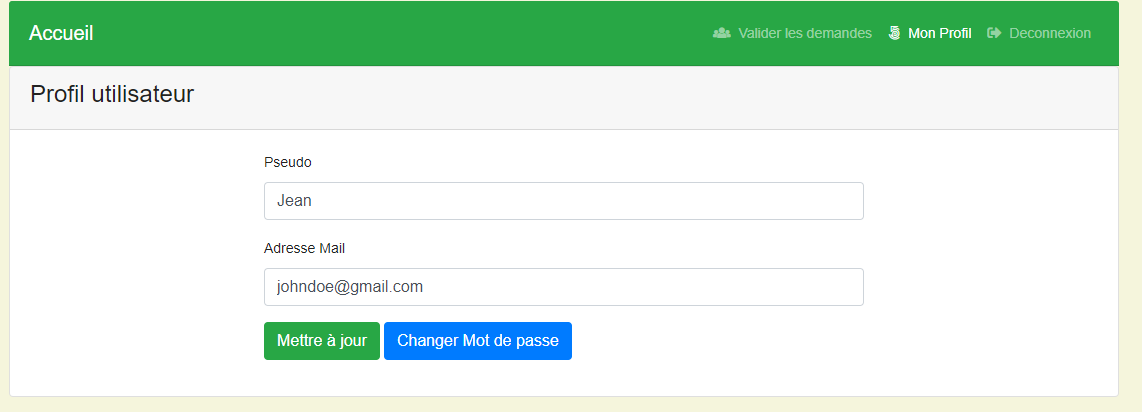 Accueil Valider les demandes Mon Profil Deconnexion
Profil utilisateur
Pseudo
Jean
Adresse Mail
johndoe@gmail.com
Mettre à jour Changer Mot de passe